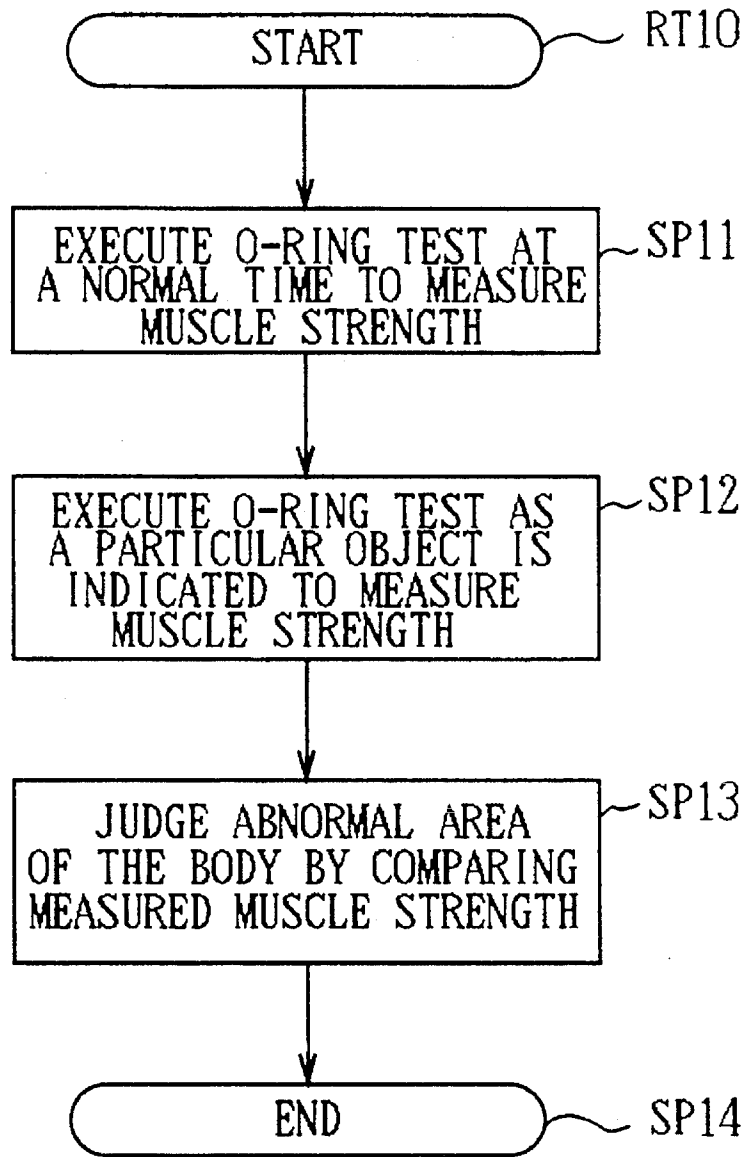 START
RT10
EXECUTE O-RING TEST AT
A NORMAL TIME TO MEASURE
MUSCLE STRENGTH
SP11
EXECUTE O-RING TEST AS
A PARTICULAR OBJECT IS
INDICATED TO MEASURE
MUSCLE STRENGTH
SP12
JUDGE ABNORMAL AREA
OF THE BODY BY COMPARING
MEASURED MUSCLE STRENGTH
SP13
END
SP14